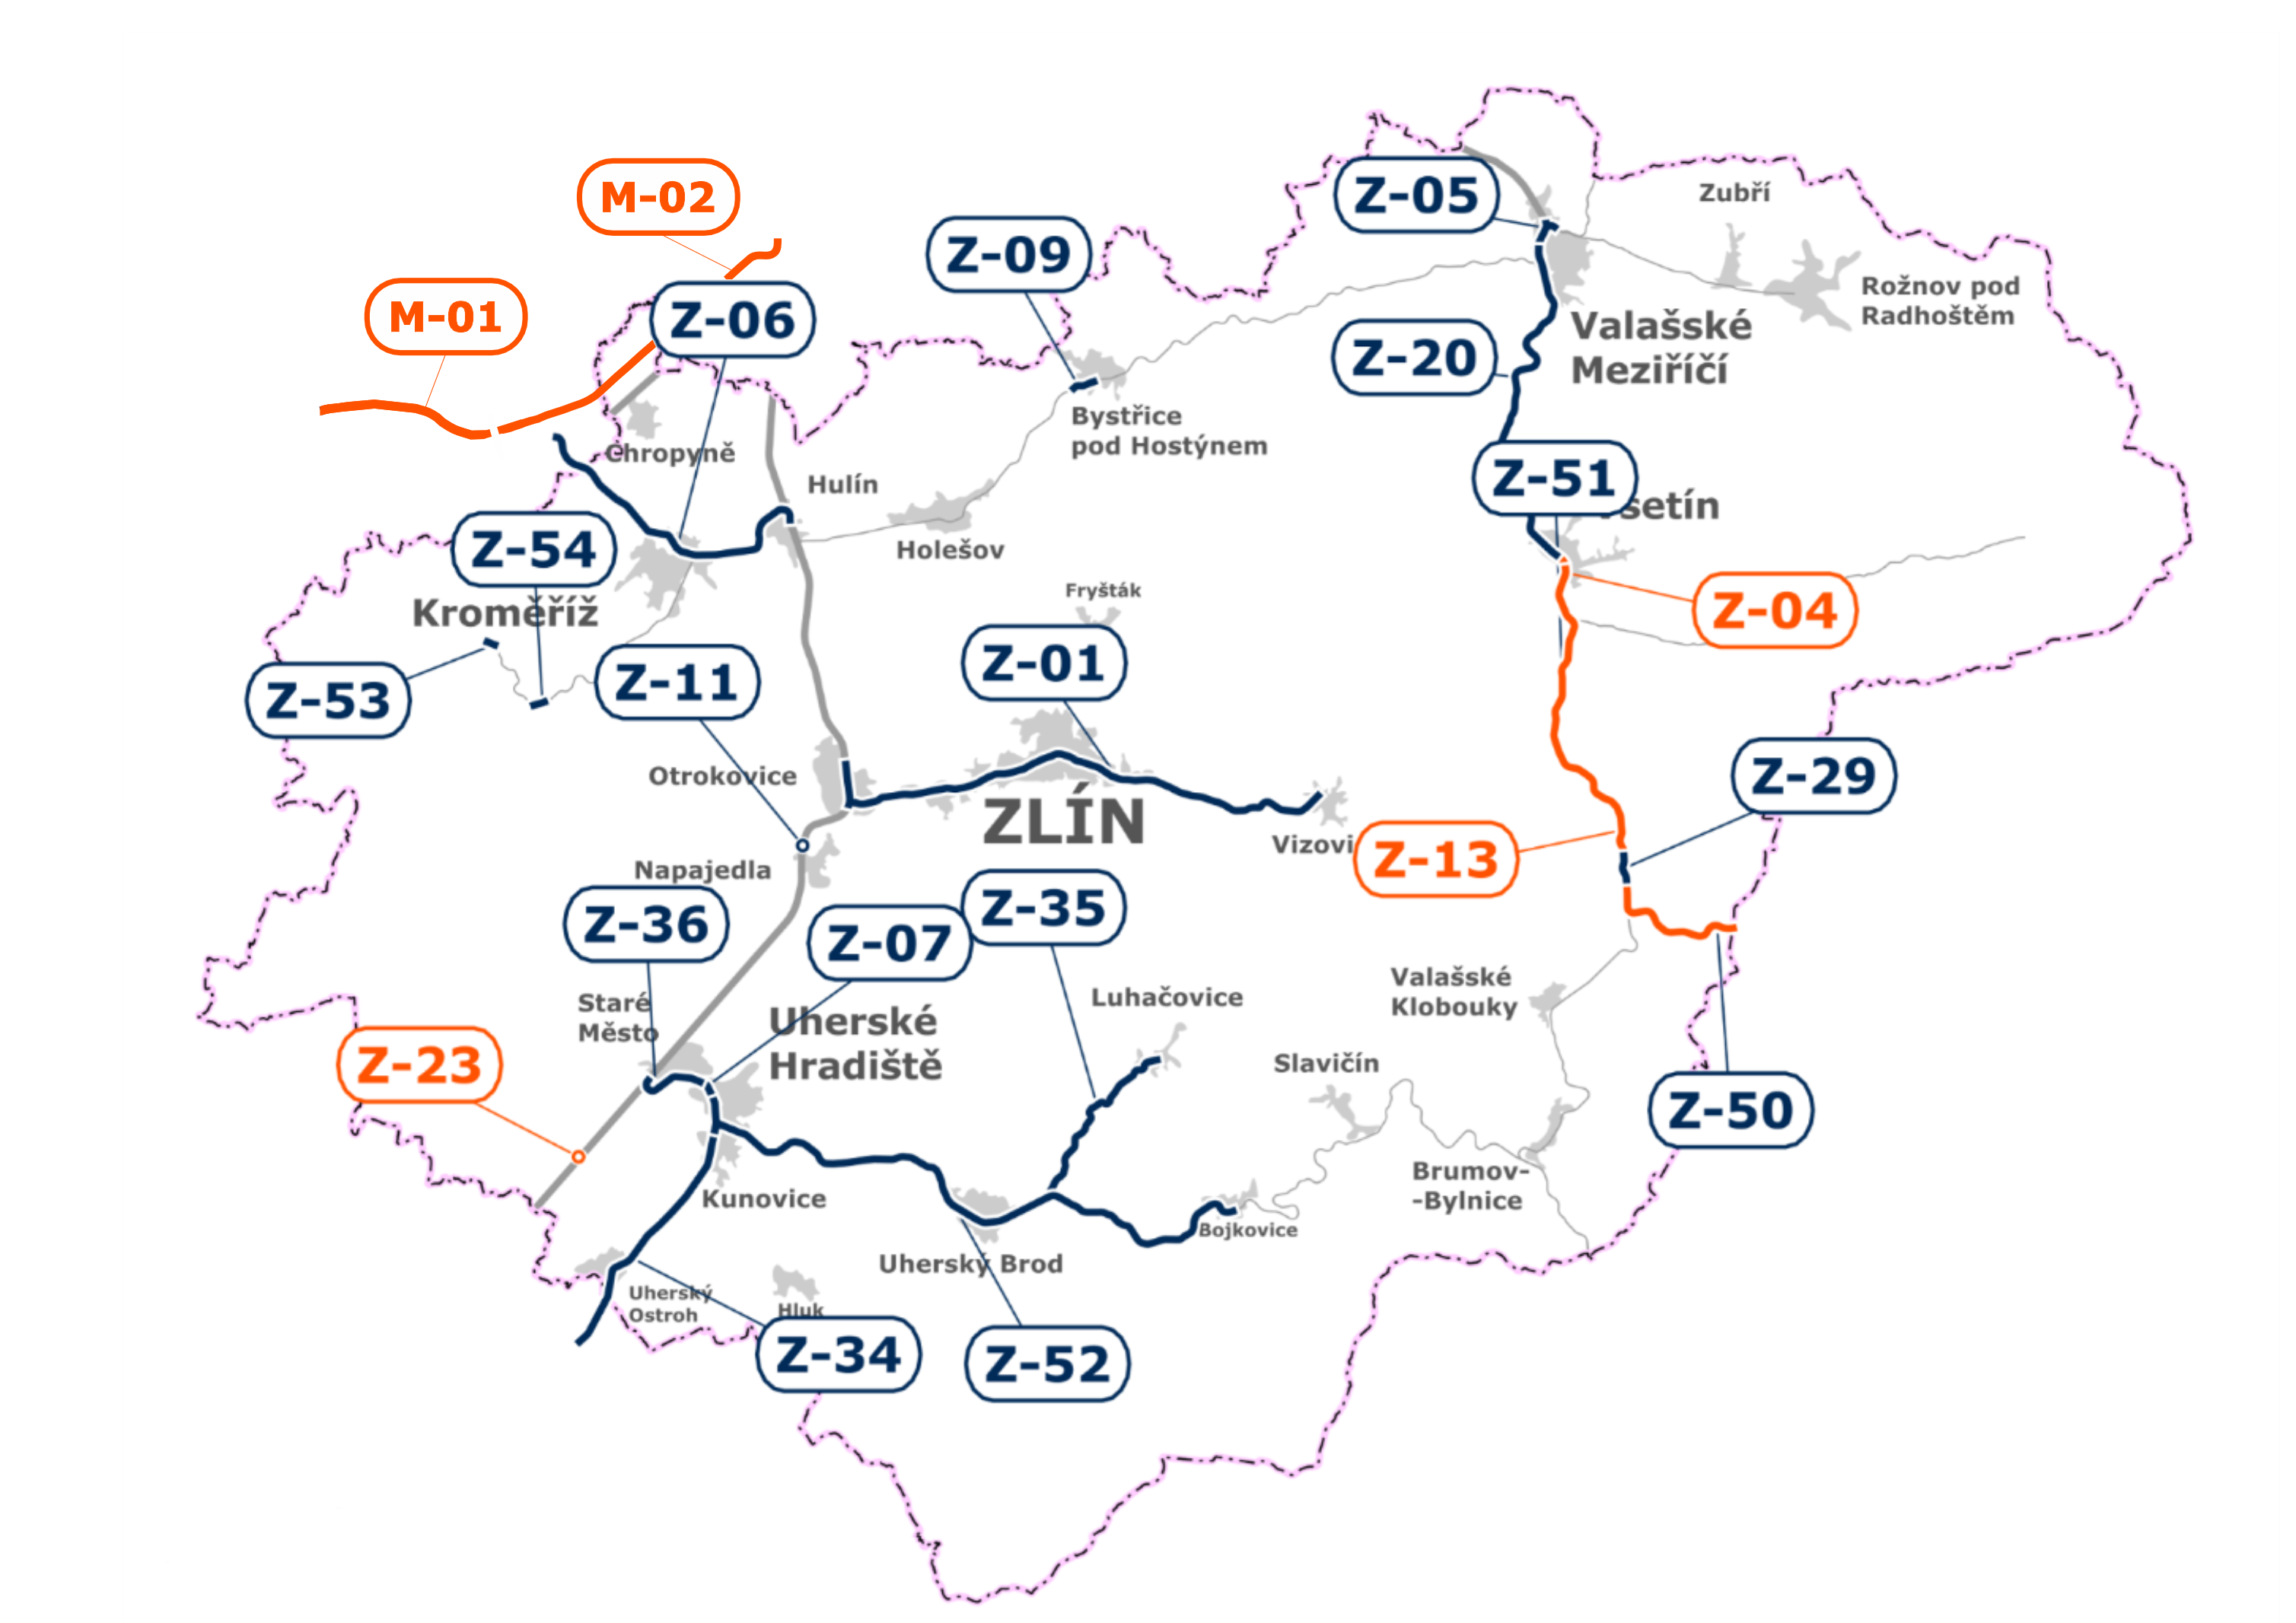 M-02
Z-05
Zubří
Z-09
M-01
Z-06
Rožnov pod
Radhoštěm
Valašské
Meziříčí
Z-20
Bystřice
pod Hostýnem
Chropyně
Hulín
Z-51
Z-54
Holešov
Kroměříž
Fryšták
Z-04
Z-53
Z-11
Z-01
Otrokovice
Z-29
ZLÍN
Vizovi
Z-13
Napajedla
Z-36
Z-07
Z-35
Valašské
Klobouky
Staré
Město
Luhačovice
Uherské
Hradiště
Z-23
Slavičín
Z-50
Brumov-
-Bylnice
Kunovice
Bojkovice
Uherský Brod
Uherský
Ostroh
Hluk
Z-34
Z-52